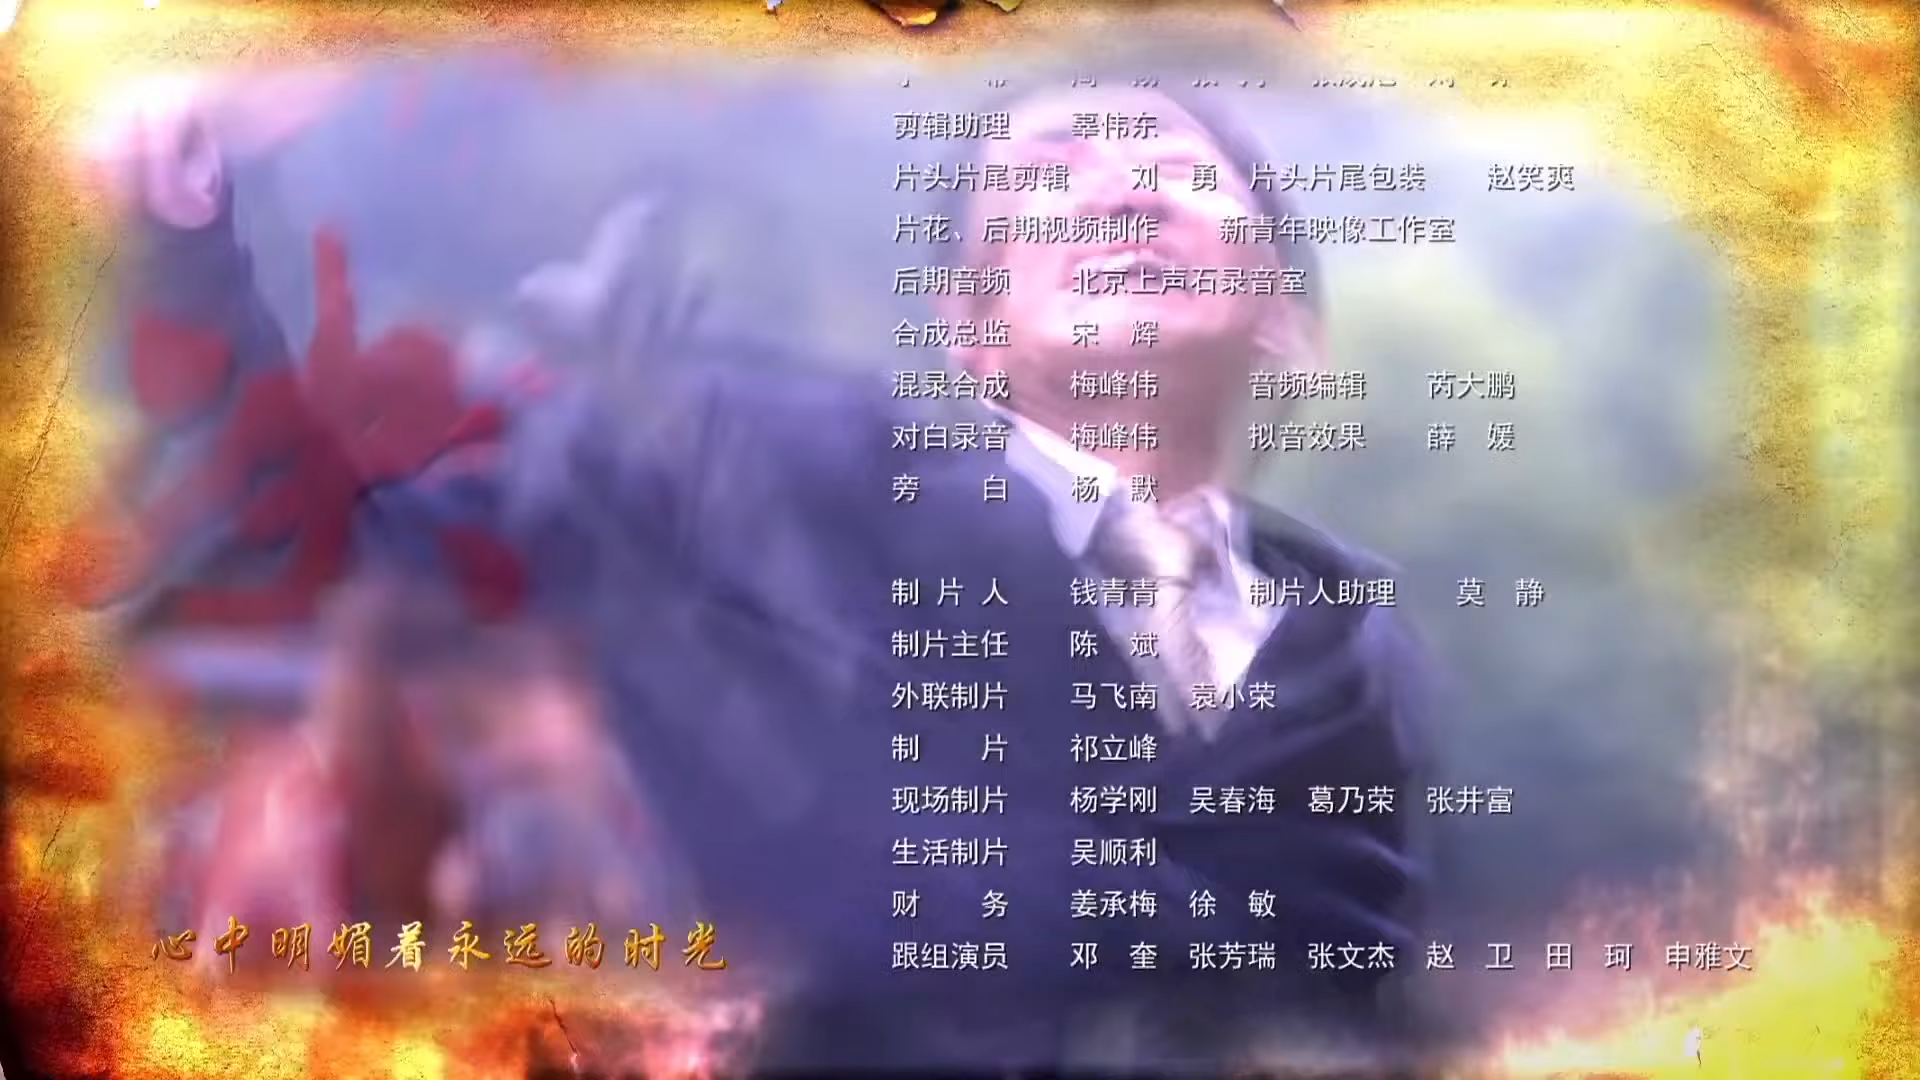 剪辑助理 辜伟东
片头片尾剪辑 刘 勇 片头片尾包装 赵笑爽
片花、后期视频制作 新青年映像工作室
后期音频 北京上声石录音室
合成总监 宋 辉
混录合成 梅峰伟 音频编辑 芮大鹏
对白录音 梅峰伟 拟音效果 薛 媛
旁 白 杨 默
制 片 人 钱青青 制片人助理 莫 静
制片主任 陈 斌
外联制片 马飞南 袁小荣
制 片 祁立峰
现场制片 杨学刚 吴春海 葛乃荣 张井富
生活制片 吴顺利
财 务 姜承梅 徐 敏
跟组演员 邓 奎 张芳瑞 张文杰 赵 卫 田 珂 申雅文
心中明媚着永远的时光